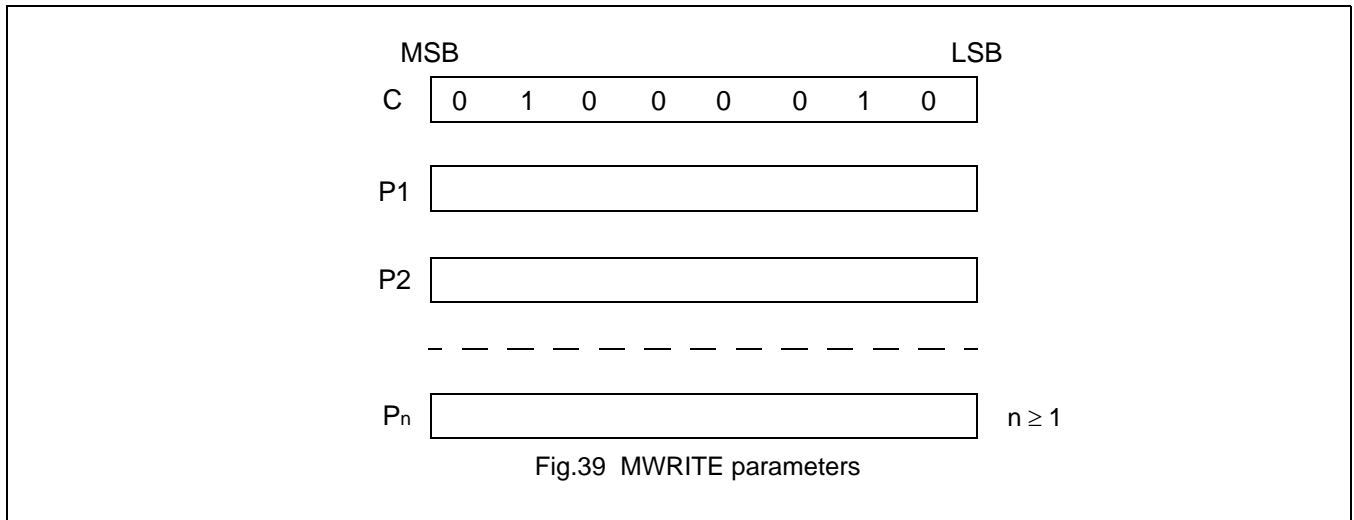 MSB LSB
C 0 1 0 0 0 0 1 0
P1
P2
Pn n ≥ 1
Fig.39 MWRITE parameters